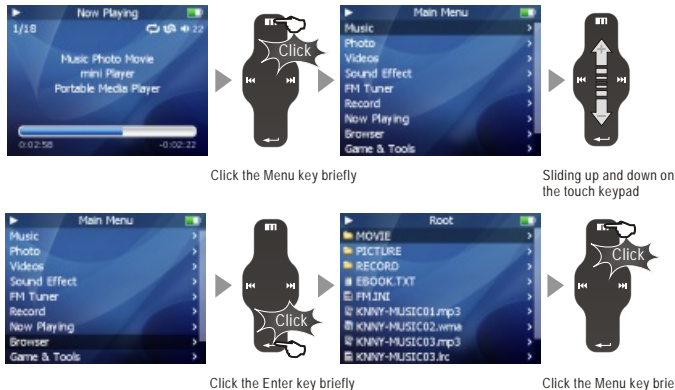 Now Playing
1/18
22
Music Photo Movie
mini Player
Portable Media Player
0:02:58
-0:02:22
Click
Main Menu
Music
Photo
Videos
Sound Effect
FM Tuner
Record
Now Playing
Browser
Game & Tools
Click the Menu key briefly
Sliding up and down on
the touch keypad
Main Menu
Music
Photo
Videos
Sound Effect
FM Tuner
Record
Now Playing
Browser
Game & Tools
Click
Root
MOVIE
PICTURE
RECORD
EBOOK.TXT
FM.INI
KNNY-MUSIC01.mp3
KNNY-MUSIC02.wma
KNNY-MUSIC03.mp3
KNNY-MUSIC03.lrc
Click
Click the Enter key briefly
Click the Menu key brie